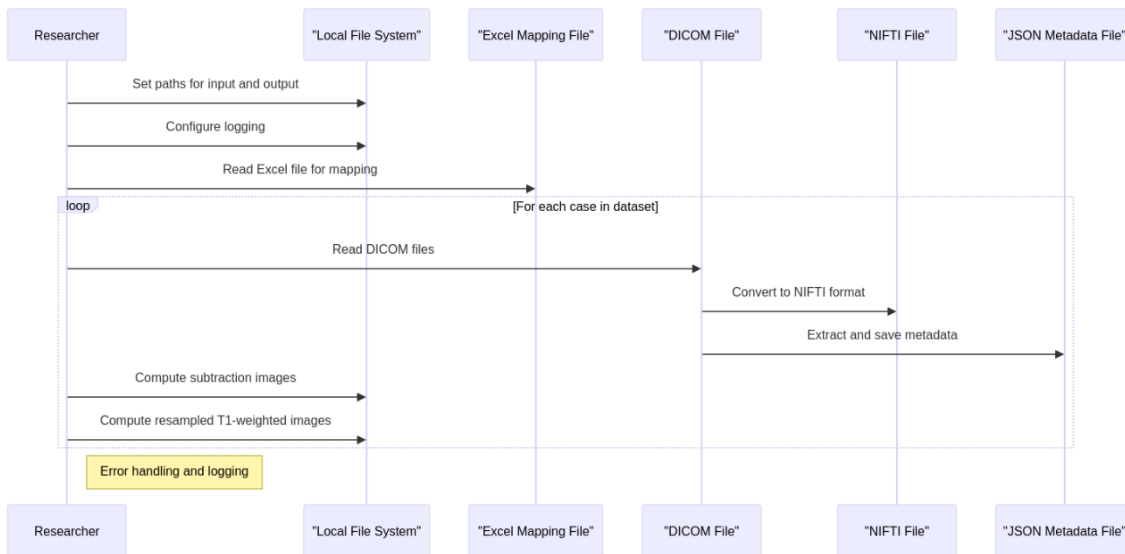 Researcher
"Local File System"
"Excel Mapping File"
"DICOM File"
"NIFTI File"
"JSON Metadata File"
Set paths for input and output
Configure logging
Read Excel file for mapping
loop
[For each case in dataset]
Read DICOM files
Convert to NIFTI format
Extract and save metadata
Compute subtraction images
Compute resampled T1-weighted images
Error handling and logging
Researcher
"Local File System"
"Excel Mapping File"
"DICOM File"
"NIFTI File"
"JSON Metadata File"